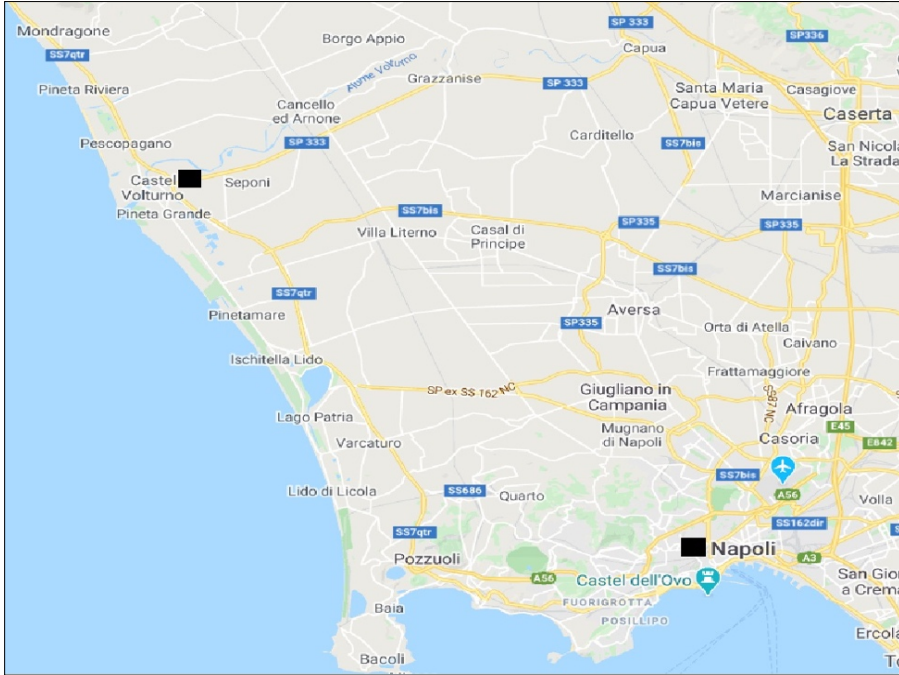 Mondragone
SP 333
SP336
SS7qtr
Borgo Appio
Capua
Fiume Volturno
Pineta Riviera
Grazzanise
SP 333
Santa Maria
Capua Vetere
Casagiove
Cancello
ed Arnone
Caserta
Pescopagano
SP 333
Carditello
SS7bis
San Nicola
La Strada
Castel
Volturno
Seponi
Marcianise
Pineta Grande
SS7bis
Villa Literno
Casal di
Principe
SP335
SP335
SS7bis
SS7qtr
Pinetamare
Aversa
SP335
Orta di Atella
Caivano
Ischitella Lido
Frattamaggiore
SP ex SS 162 NC
Giugliano in
Campania
SS87 NC
Afragola
Lago Patria
Mugnano
di Napoli
E45
Varcaturo
Casoria
E842
SS7bis
Lido di Licola
SS686
Quarto
A56
Volla
SS162dir
SS7qtr
Pozzuoli
Napoli
A3
A56
Castel dell'Ovo
San Gior
a Crema
FUORIGROTTA
Baia
POSILLIPO
Ercola
Bacoli
To